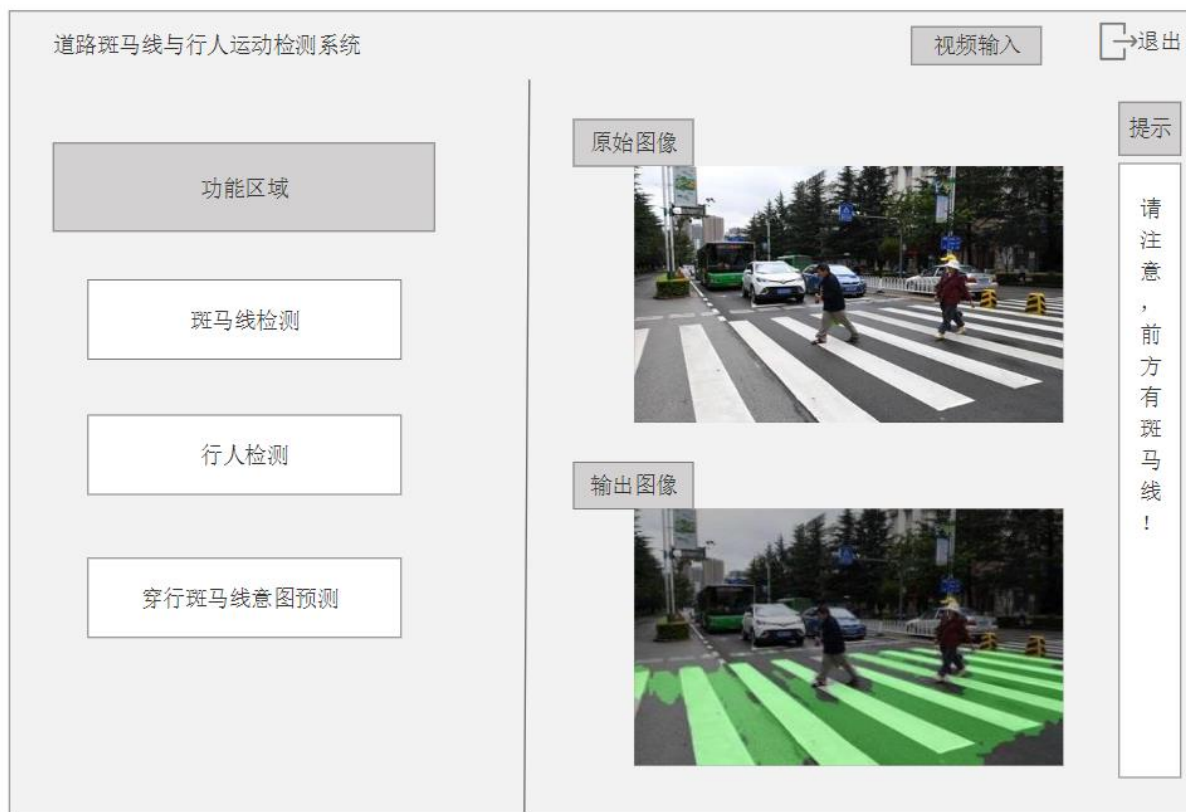 道路斑马线与行人运动检测系统
视频输入
退出
功能区域
斑马线检测
行人检测
穿行斑马线意图预测
原始图像
输出图像
提示
请注意，前方有斑马线！